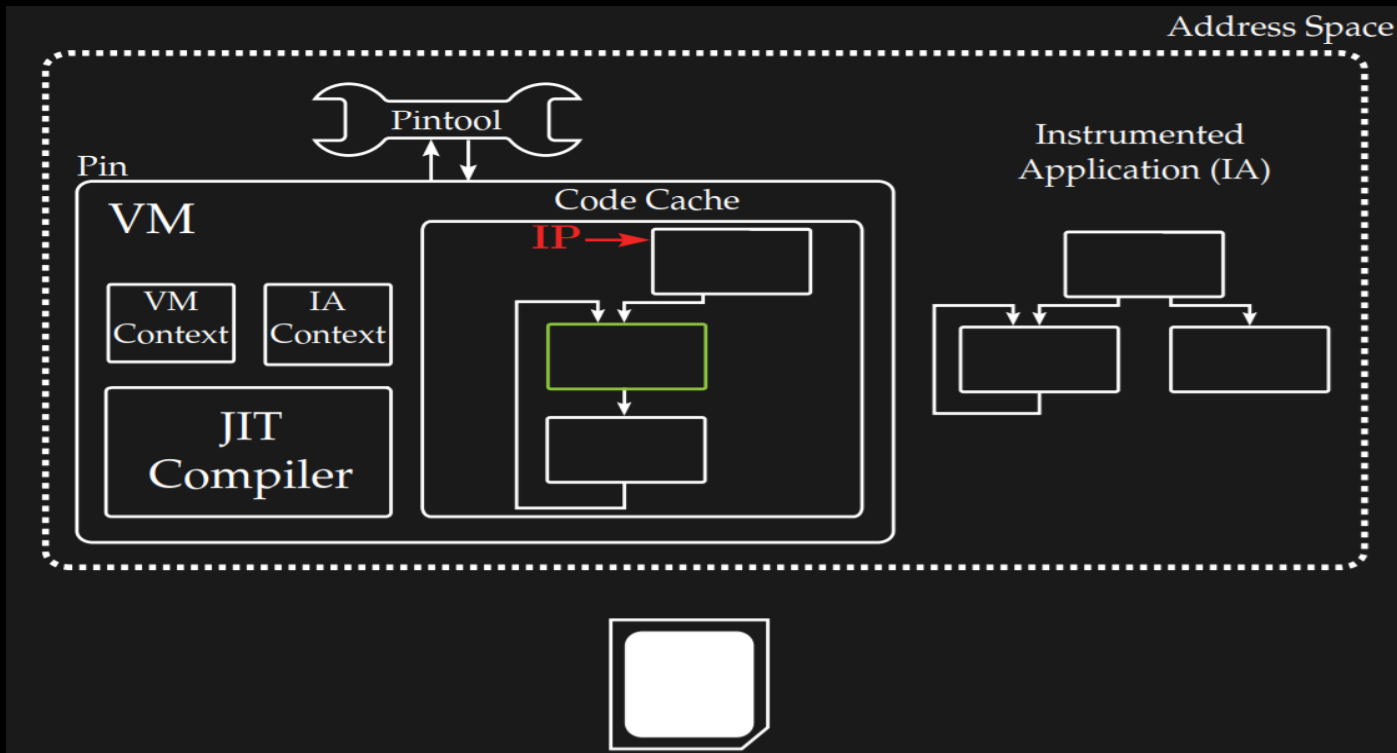 Address Space
Pintool
Instrumented
Application (IA)
Pin
VM
Code Cache
IP
VM
Context
IA
Context
JIT
Compiler